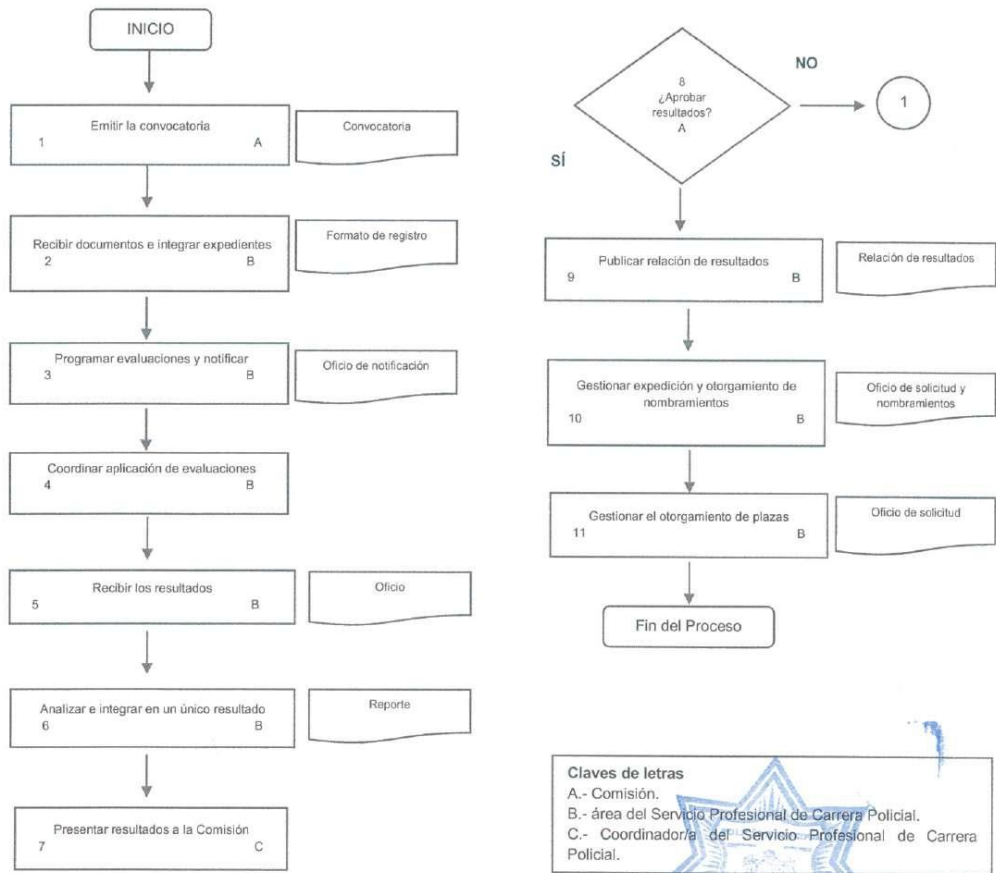 INICIO
Emitir la convocatoria
1 A
Convocatoria
Recibir documentos e integrar expedientes
2 B
Formato de registro
Programar evaluaciones y notificar
3 B
Oficio de notificación
Coordinar aplicación de evaluaciones
4 B
Recibir los resultados
5 B
Oficio
Analizar e integrar en un único resultado
6 B
Reporte
Presentar resultados a la Comisión
7 C
8
¿Aprobar
resultados?
A
NO
1
SÍ
Publicar relación de resultados
9 B
Relación de resultados
Gestionar expedición y otorgamiento de
nombramientos
10 B
Oficio de solicitud y
nombramientos
Gestionar el otorgamiento de plazas
11 B
Oficio de solicitud
Fin del Proceso
Claves de letras
A.- Comisión.
B.- área del Servicio Profesional de Carrera Policial.
C.- Coordinador/a del Servicio Profesional de Carrera
Policial.